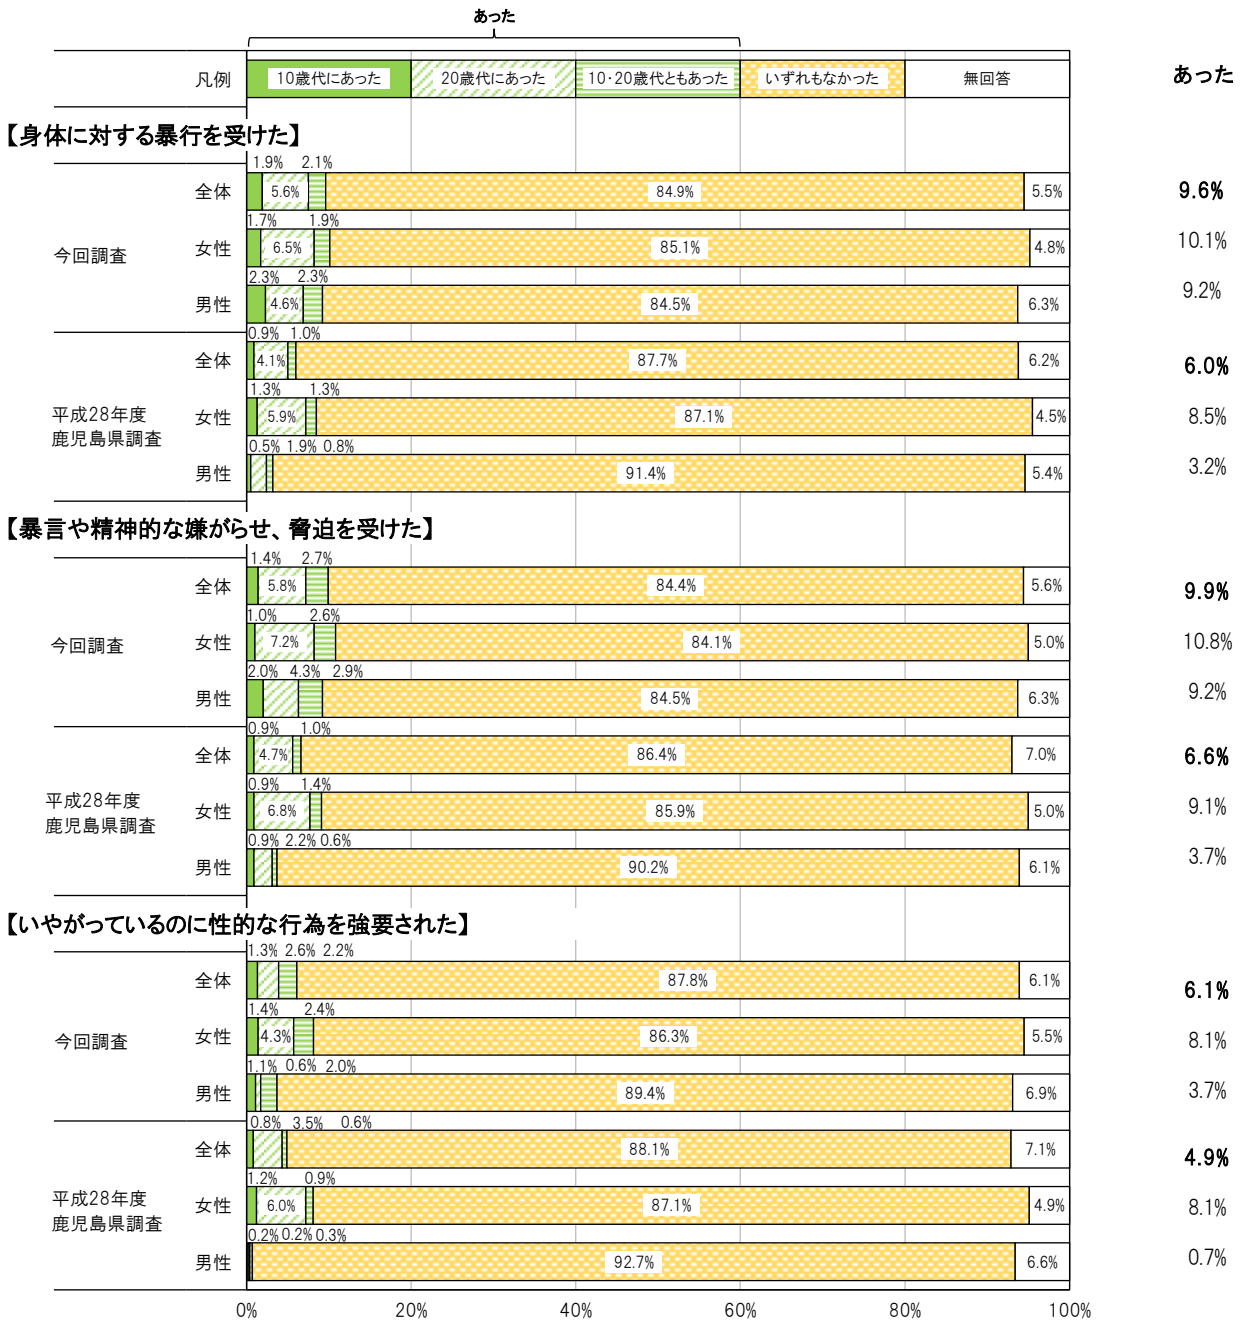 あった
凡例 10歳代にあった 20歳代にあった 10・20歳代ともあった いずれもなかった 無回答 あった
【身体に対する暴行を受けた】
1.9% 2.1%
全体 5.6% 84.9% 5.5% 9.6%
1.7% 1.9%
今回調査 女性 6.5% 85.1% 4.8% 10.1%
2.3% 2.3%
男性 4.6% 84.5% 6.3% 9.2%
0.9% 1.0%
全体 4.1% 87.7% 6.2% 6.0%
1.3% 1.3%
平成28年度
鹿児島県調査
女性 5.9% 87.1% 4.5% 8.5%
0.5% 1.9% 0.8%
男性 91.4% 5.4% 3.2%
【暴言や精神的な嫌がらせ、脅迫を受けた】
1.4% 2.7%
全体 5.8% 84.4% 5.6% 9.9%
1.0% 2.6%
今回調査 女性 7.2% 84.1% 5.0% 10.8%
2.0% 4.3% 2.9%
男性 84.5% 6.3% 9.2%
0.9% 1.0%
全体 4.7% 86.4% 7.0% 6.6%
0.9% 1.4%
平成28年度
鹿児島県調査
女性 6.8% 85.9% 5.0% 9.1%
0.9% 2.2% 0.6%
男性 90.2% 6.1% 3.7%
【いやがっているのに性的な行為を強要された】
1.3% 2.6% 2.2%
全体 87.8% 6.1% 6.1%
1.4% 2.4%
今回調査 女性 4.3% 86.3% 5.5% 8.1%
1.1% 0.6% 2.0%
男性 89.4% 6.9% 3.7%
0.8% 3.5% 0.6%
全体 88.1% 7.1% 4.9%
1.2% 0.9%
平成28年度
鹿児島県調査
女性 6.0% 87.1% 4.9% 8.1%
0.2% 0.2% 0.3%
男性 92.7% 6.6% 0.7%
0% 20% 40% 60% 80% 100%